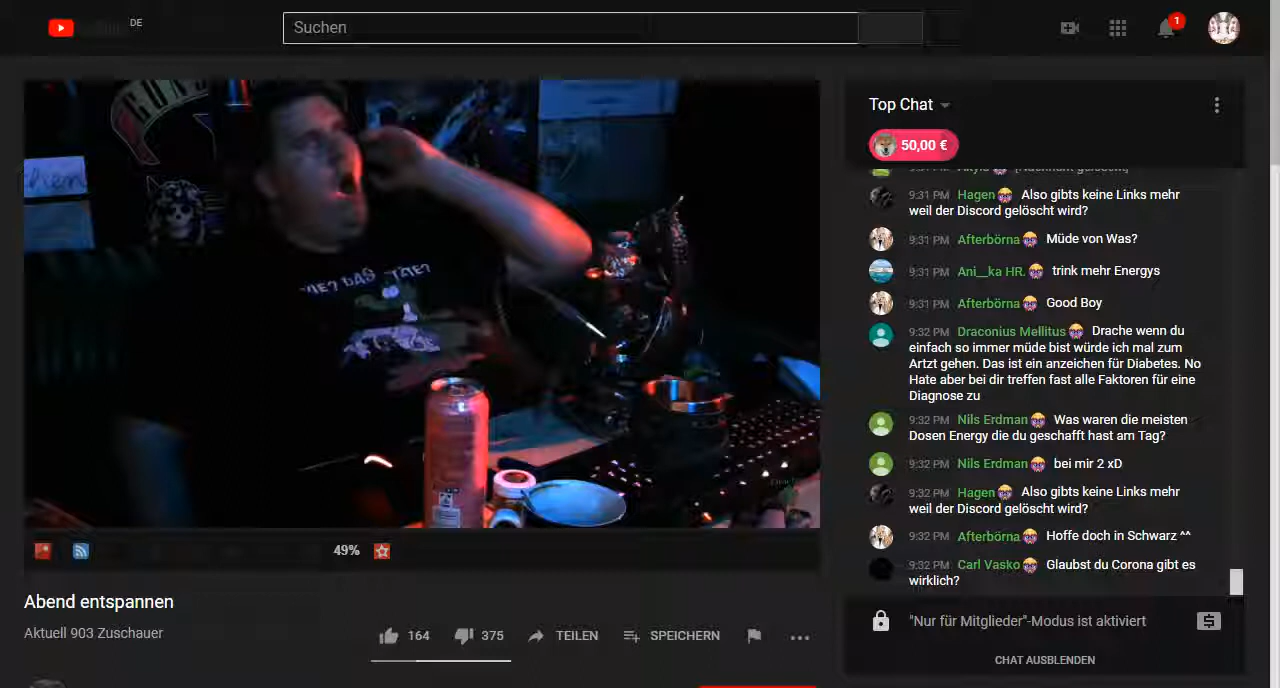 DE
Suchen
1
Top Chat
50,00 €
9:31 PM Hagen Also gibts keine Links mehr
weil der Discord gelöscht wird?
9:31 PM Afterbörna Müde von Was?
9:31 PM Ani__ka HR. trink mehr Energys
9:31 PM Afterbörna Good Boy
9:32 PM Draconius Mellitus Drache wenn du
einfach so immer müde bist würde ich mal zum
Artzt gehen. Das ist ein anzeichen für Diabetes. No
Hate aber bei dir treffen fast alle Faktoren für eine
Diagnose zu
9:32 PM Nils Erdman Was waren die meisten
Dosen Energy die du geschafft hast am Tag?
9:32 PM Nils Erdman bei mir 2 xD
9:32 PM Hagen Also gibts keine Links mehr
weil der Discord gelöscht wird?
9:32 PM Afterbörna Hoffe doch in Schwarz ^^
9:32 PM Carl Vasko Glaubst du Corona gibt es
wirklich?
49%
Abend entspannen
Aktuell 903 Zuschauer
164 375 TEILEN SPEICHERN
"Nur für Mitglieder"-Modus ist aktiviert
CHAT AUSBLENDEN